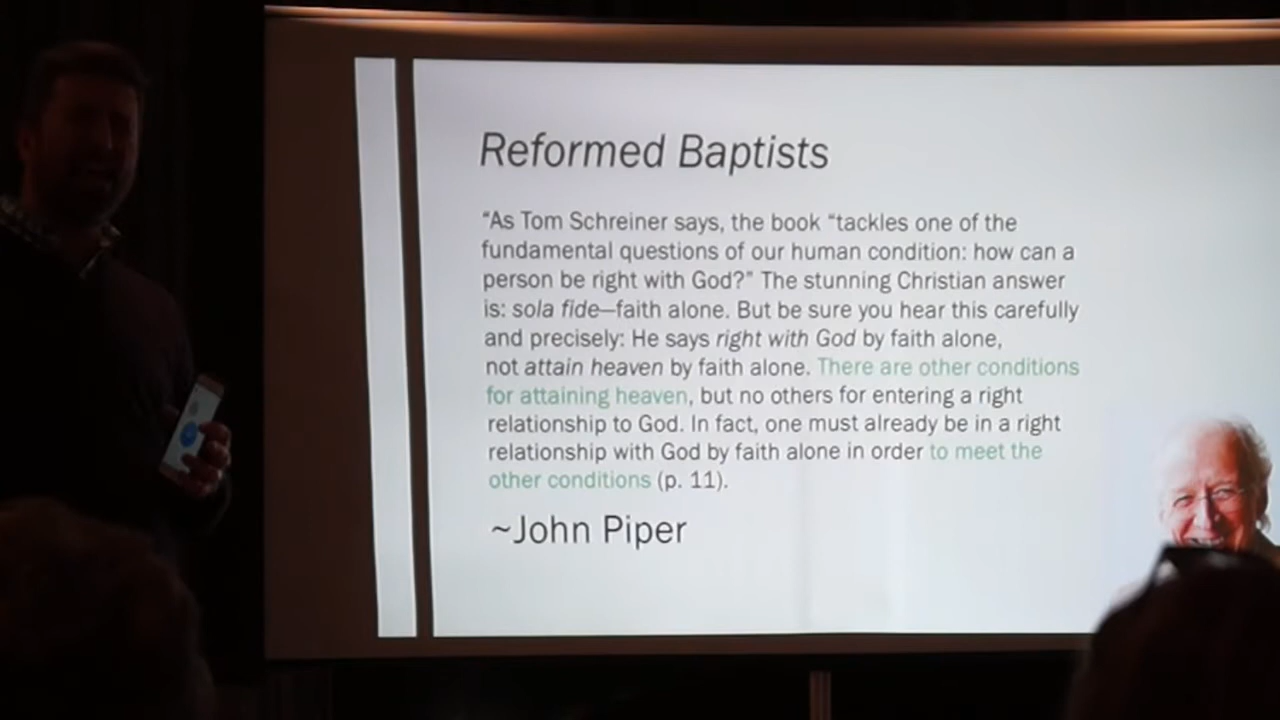 Reformed Baptists
“As Tom Schreiner says, the book “tackles one of the
fundamental questions of our human condition: how can a
person be right with God?” The stunning Christian answer
is: sola fide—faith alone. But be sure you hear this carefully
and precisely: He says right with God by faith alone,
not attain heaven by faith alone. There are other conditions
for attaining heaven, but no others for entering a right
relationship to God. In fact, one must already be in a right
relationship with God by faith alone in order to meet the
other conditions (p. 11).
~John Piper